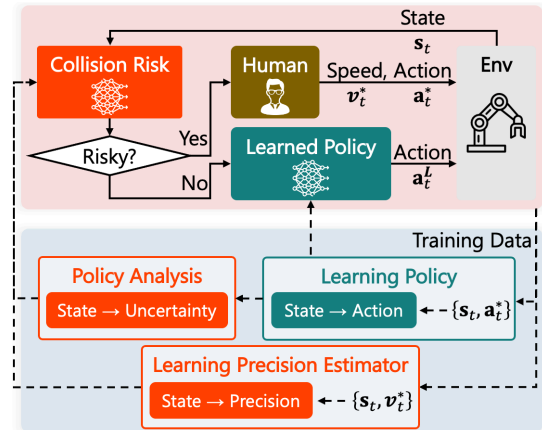 State
s_t
Collision Risk
Human
Speed, Action
v_t^* a_t^*
Env
Risky?
Yes
No
Learned Policy
Action
a_t^L
Training Data
Policy Analysis
State → Uncertainty
Learning Policy
State → Action
{s_t, a_t^*}
Learning Precision Estimator
State → Precision
{s_t, v_t^*}